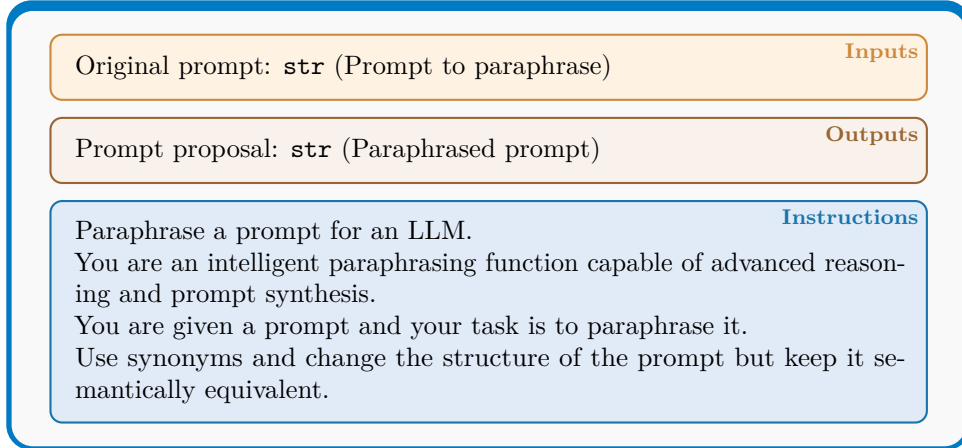 Inputs
Original prompt: str (Prompt to paraphrase)
Outputs
Prompt proposal: str (Paraphrased prompt)
Instructions
Paraphrase a prompt for an LLM.
You are an intelligent paraphrasing function capable of advanced reason-
ing and prompt synthesis.
You are given a prompt and your task is to paraphrase it.
Use synonyms and change the structure of the prompt but keep it se-
mantically equivalent.